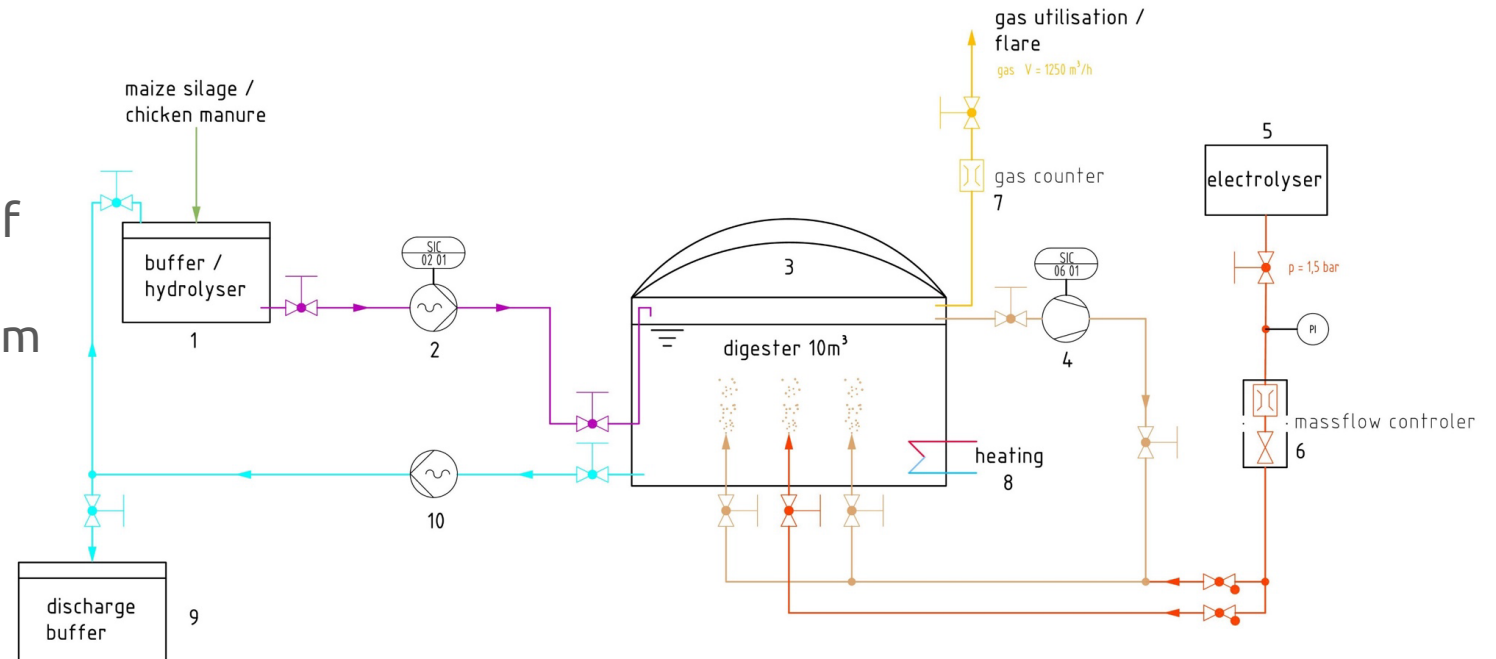 gas utilisation /
flare
gas V = 1250 m³/h
maize silage /
chicken manure
5
electrolyser
f
gas counter
7
SIC
02 01
SIC
06 01
buffer /
hydrolyser
3
p = 1,5 bar
m
PI
1
2
digester 10m³
4
massflow controler
6
heating
8
10
discharge
buffer
9